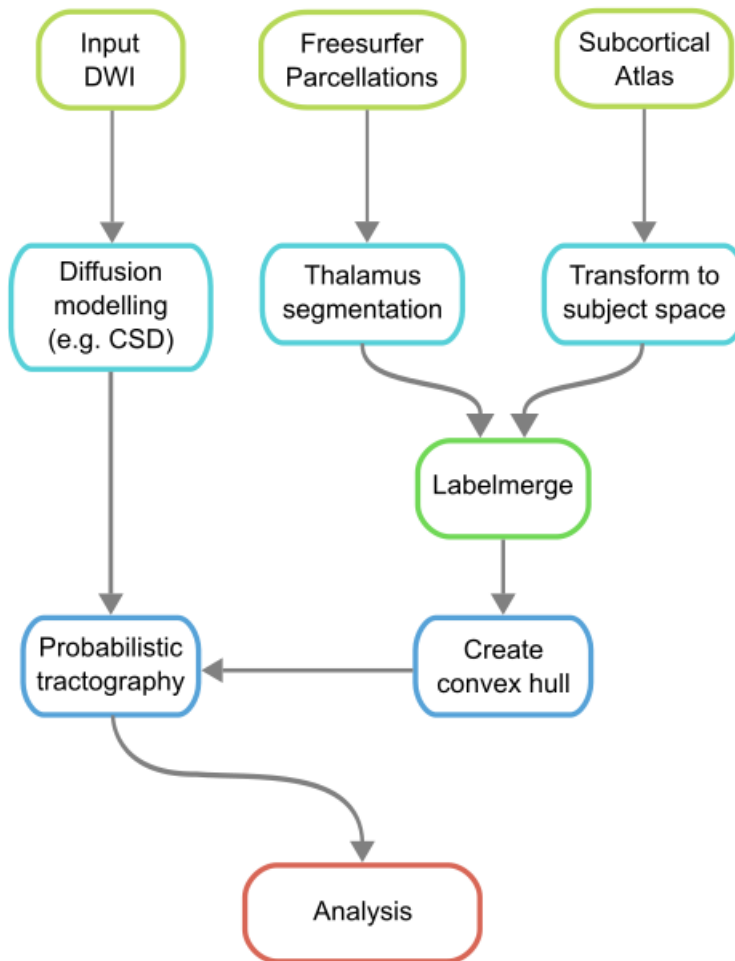 Input
DWI
Freesurfer
Parcellations
Subcortical
Atlas
Diffusion
modelling
(e.g. CSD)
Thalamus
segmentation
Transform to
subject space
Labelmerge
Probabilistic
tractography
Create
convex hull
Analysis